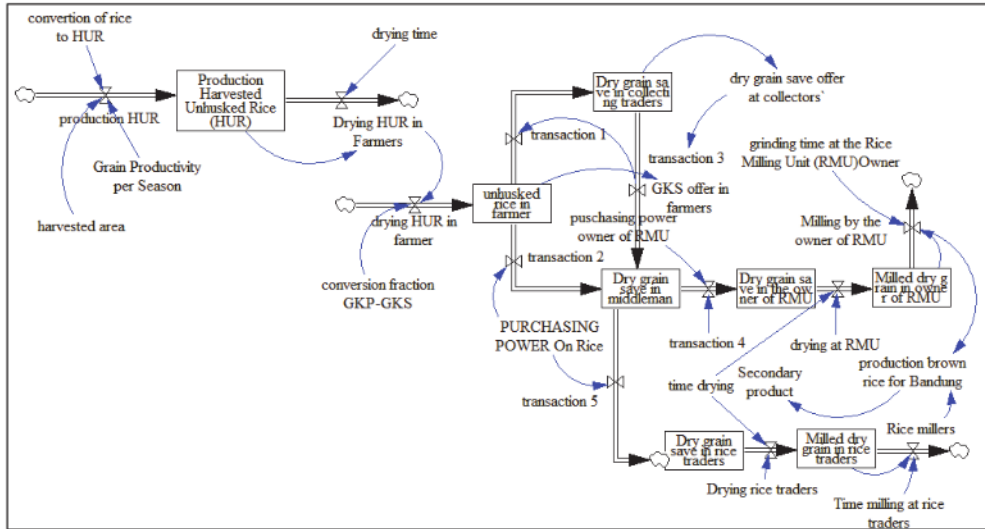 convertion of rice
to HUR
drying time
Production
Harvested
Unhusked Rice
(HUR)
production HUR
Drying HUR in
Farmers
Grain Productivity
per Season
harvested area
Dry grain sa
ve in collecti
ng traders
dry grain save offer
at collectors`
transaction 1
transaction 3
grinding time at the Rice
Milling Unit (RMU)Owner
unhusked
rice in
farmer
GKS offer in
farmers
drying HUR in
farmer
puschasing power
owner of RMU
Milling by the
owner of RMU
transaction 2
conversion fraction
GKP-GKS
Dry grain
save in
middleman
Dry grain sa
ve in the ow
ner of RMU
Milled dry g
rain in owne
r of RMU
PURCHASING
POWER On Rice
transaction 4
drying at RMU
transaction 5
time drying
Secondary
product
production brown
rice for Bandung
Rice millers
Dry grain
save in rice
traders
Milled dry
grain in rice
traders
Drying rice traders
Time milling at rice
traders